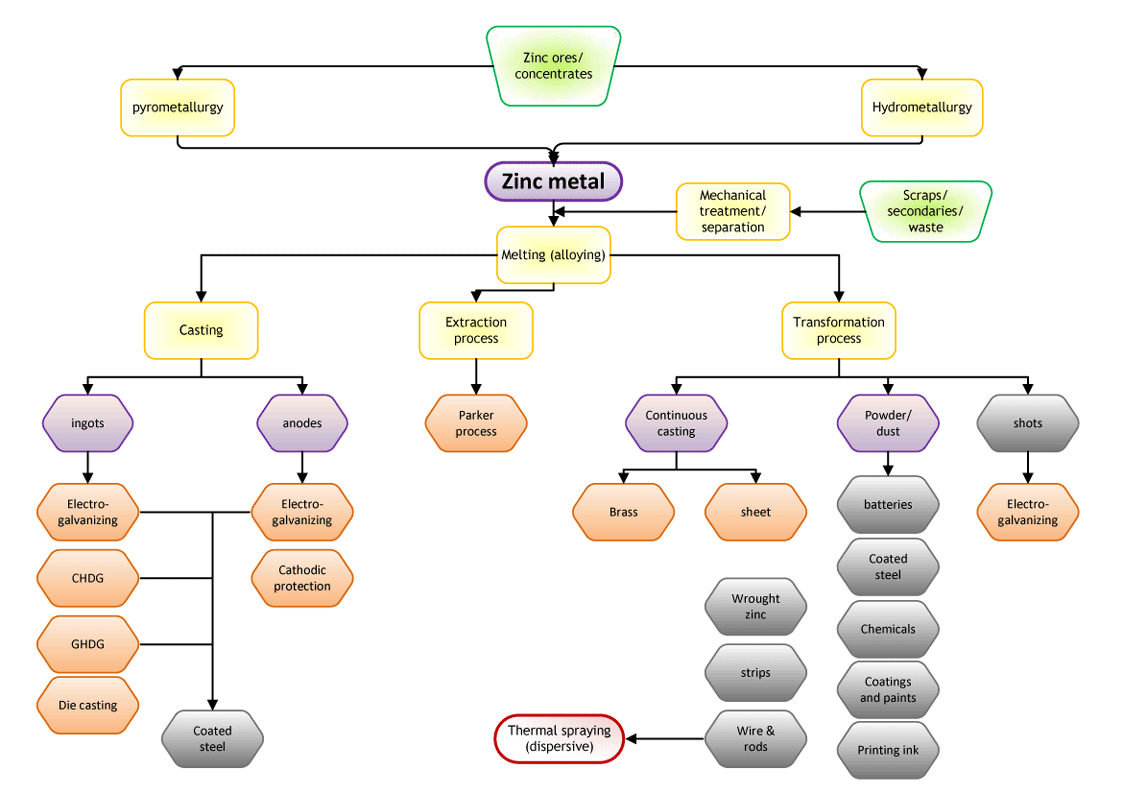 Zinc ores/
concentrates
pyrometallurgy
Hydrometallurgy
Zinc metal
Mechanical
treatment/
separation
Scraps/
secondaries/
waste
Melting (alloying)
Casting
Extraction
process
Transformation
process
ingots
anodes
Parker
process
Continuous
casting
Powder/
dust
shots
Electro-
galvanizing
Electro-
galvanizing
Brass
sheet
batteries
Electro-
galvanizing
CHDG
Cathodic
protection
Coated
steel
Wrought
zinc
GHDG
Chemicals
strips
Die casting
Coatings
and paints
Coated
steel
Thermal spraying
(dispersive)
Wire &
rods
Printing ink